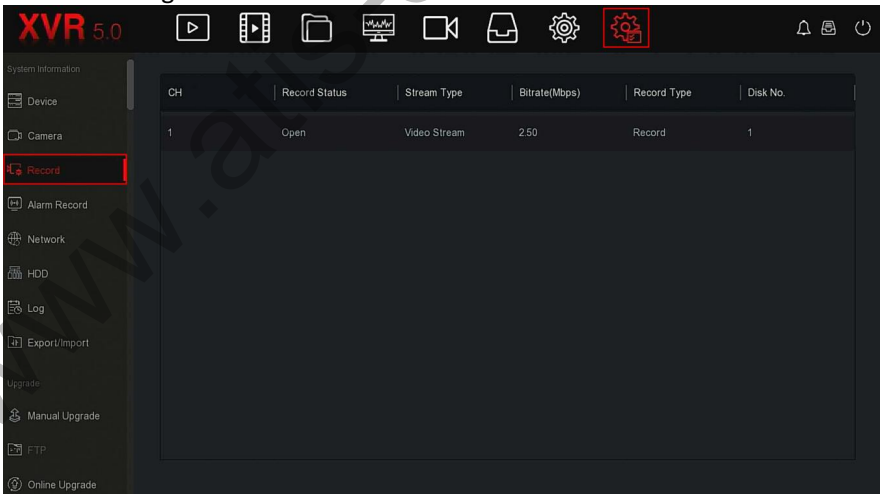 XVR 5.0
System Information
Device
Camera
Record
Alarm Record
Network
HDD
Log
Export/Import
Upgrade
Manual Upgrade
FTP
Online Upgrade
CH Record Status Stream Type Bitrate(Mbps) Record Type Disk No.
1 Open Video Stream 2.50 Record 1
www.atis